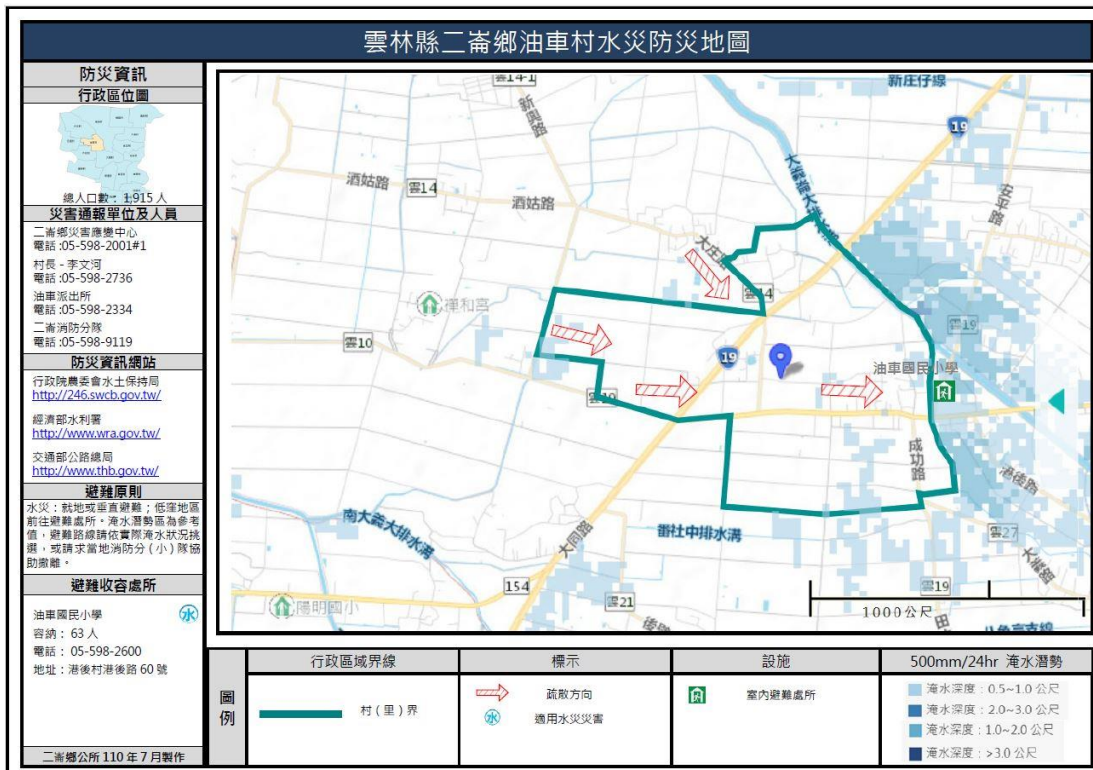 雲林縣二崙鄉油車村水災防災地圖
防災資訊
行政區位圖
總人口數：1,915 人
災害通報單位及人員
二崙鄉災害應變中心
電話 :05-598-2001#1
村長 - 李文河
電話 :05-598-2736
油車派出所
電話 :05-598-2334
二崙消防分隊
電話 :05-598-9119
防災資訊網站
行政院農委會水土保持局
http://246.swcb.gov.tw/
經濟部水利署
http://www.wra.gov.tw/
交通部公路總局
http://www.thb.gov.tw/
避難原則
水災：就地或垂直避難；低窪地區
前往避難處所。淹水潛勢區為參考
值，避難路線請依實際淹水狀況挑
選，或請求當地消防分（小）隊協
助撤離。
避難收容處所
油車國民小學
水
容納： 63 人
電話： 05-598-2600
地址：港後村港後路 60 號
二崙鄉公所 110 年 7 月製作
雲14-1
新興路
新庄仔線
19
酒姑路
雲14
酒姑路
大庄路
大義崙大排水溝
安平路
雲14
雲10
19
雲19
油車國民小學
成功路
港後路
南大義大排水溝
大同路
番社中排水溝
雲27
154
雲21
後路
雲19
陽明國小
1000公尺
圖例
行政區域界線
標示
設施
500mm/24hr 淹水潛勢
村（里）界
疏散方向
水
適用水災災害
室內避難處所
淹水深度：0.5~1.0 公尺
淹水深度：2.0~3.0 公尺
淹水深度：1.0~2.0 公尺
淹水深度：>3.0 公尺